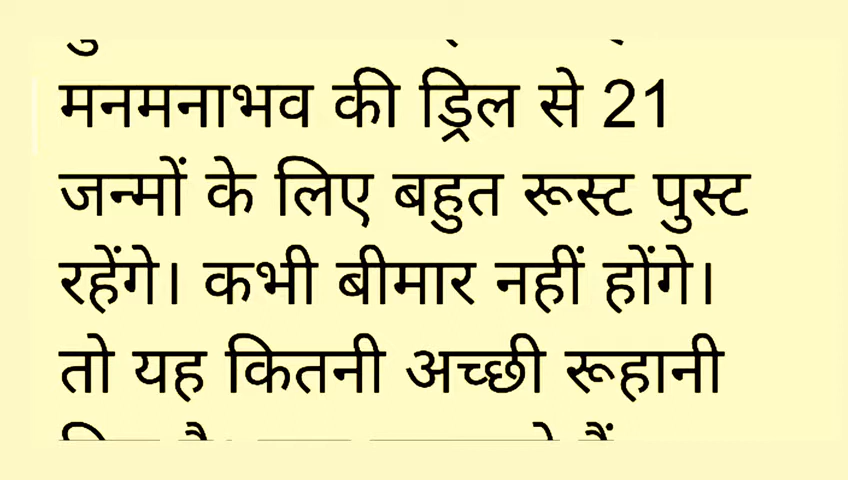 मनमनाभव की ड्रिल से 21
जन्मों के लिए बहुत रूस्ट पुस्ट
रहेंगे। कभी बीमार नहीं होंगे।
तो यह कितनी अच्छी रूहानी